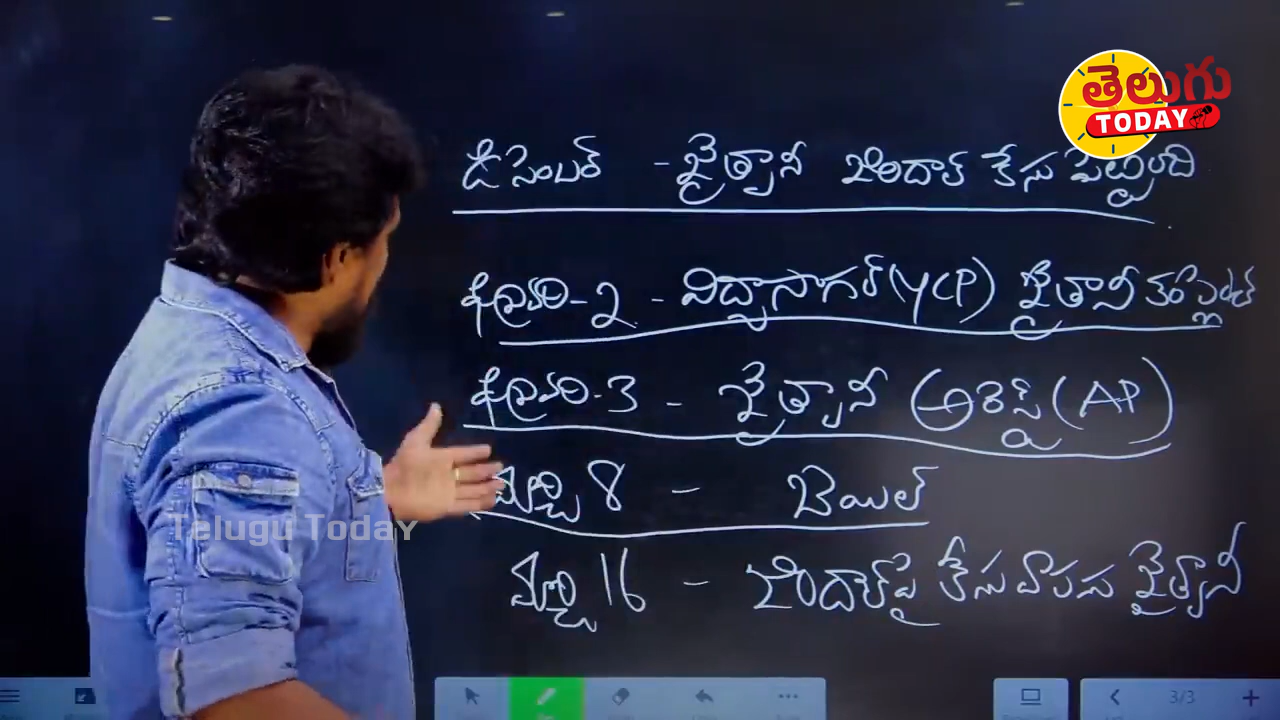 తెలుగు
TODAY
డిసెంబర్ - జైత్వానీ జిందాల్ కేసు పెట్టింది
ఫిబ్రవరి-2 - విద్యాసాగర్ (YCP) జైత్వానీ కంప్లైంట్
ఫిబ్రవరి-3 - జైత్వానీ (అరెస్ట్ (AP)
మార్చి 8 - బెయిల్
Telugu Today
మార్చి 16 - జిందాల్‌పై కేసు వాపసు జైత్వానీ
3/3